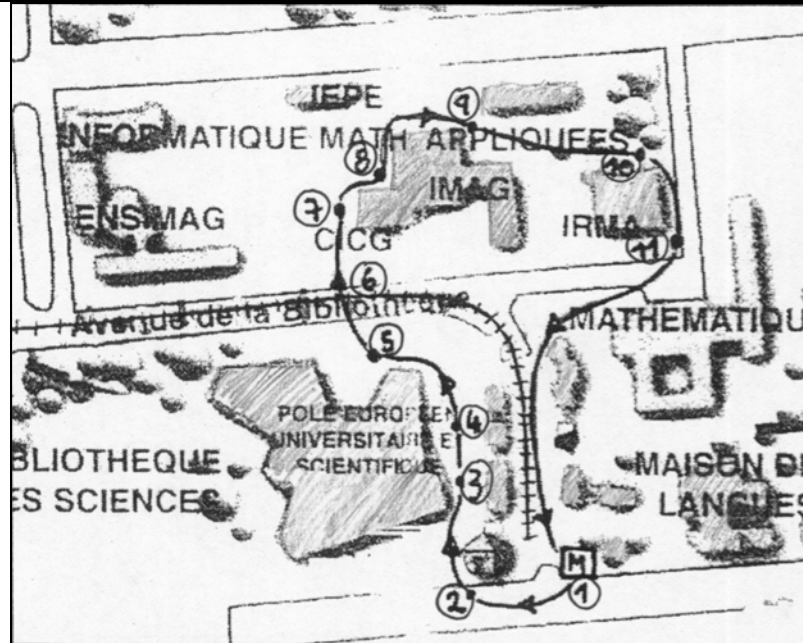 IEPE
INFORMATIQUE MATH APPLIQUEES
IMAG
ENSIMAG
CICG
IRMA
Avenue de la Bibliotheque
MATHEMATIQU
POLE EUROPEEN
UNIVERSITAIRE ET
SCIENTIFIQUE
BLIOTHEQUE
ES SCIENCES
MAISON DE
LANGUES
M
1
2
3
4
5
6
7
8
9
10
11